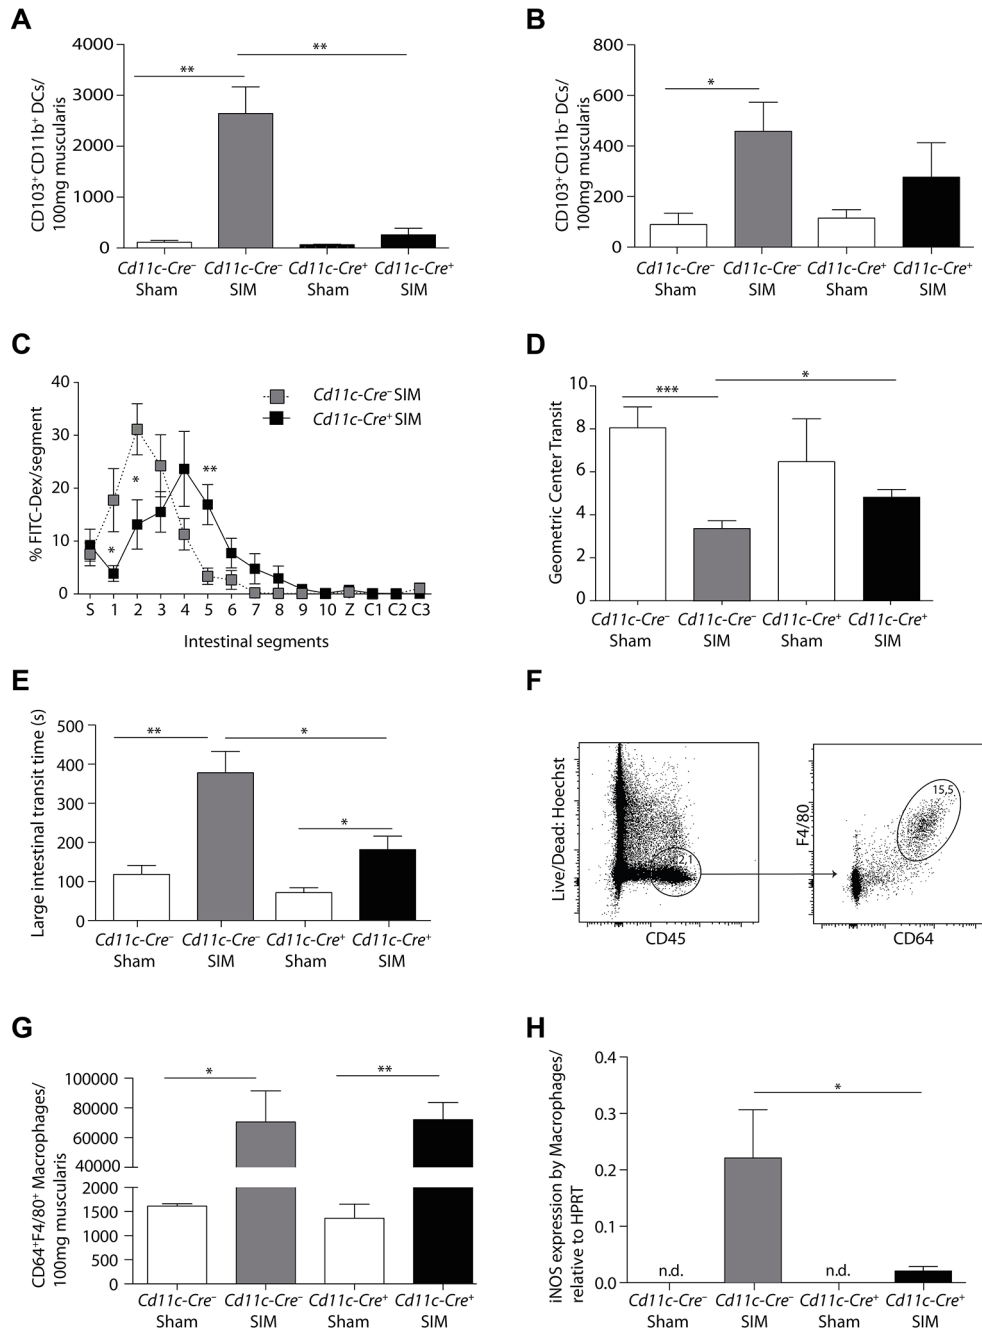 A
CD103⁺ CD11b⁺ DCs/
100mg muscularis
4000
3000
2000
1000
0
**
**
Cd11c-Cre⁻ Cd11c-Cre⁻ Cd11c-Cre⁺ Cd11c-Cre⁺
Sham SIM Sham SIM
B
CD103⁺ CD11b⁻ DCs/
100mg muscularis
800
600
400
200
0
*
Cd11c-Cre⁻ Cd11c-Cre⁻ Cd11c-Cre⁺ Cd11c-Cre⁺
Sham SIM Sham SIM
C
% FITC-Dex/segment
40
30
20
10
0
Cd11c-Cre⁻ SIM
Cd11c-Cre⁺ SIM
*
*
**
S 1 2 3 4 5 6 7 8 9 10 Z C1 C2 C3
Intestinal segments
D
Geometric Center Transit
10
8
6
4
2
0
***
*
Cd11c-Cre⁻ Cd11c-Cre⁻ Cd11c-Cre⁺ Cd11c-Cre⁺
Sham SIM Sham SIM
E
Large intestinal transit time (s)
500
400
300
200
100
0
**
*
*
Cd11c-Cre⁻ Cd11c-Cre⁻ Cd11c-Cre⁺ Cd11c-Cre⁺
Sham SIM Sham SIM
F
Live/Dead: Hoechst
CD45
F4/80
15,5
CD64
G
CD64⁺F4/80⁺ Macrophages/
100mg muscularis
100000
80000
60000
40000
2000
1500
1000
500
0
*
**
Cd11c-Cre⁻ Cd11c-Cre⁻ Cd11c-Cre⁺ Cd11c-Cre⁺
Sham SIM Sham SIM
H
iNOS expression by Macrophages/
relative to HPRT
0.4
0.3
0.2
0.1
0.0
*
n.d. n.d.
Cd11c-Cre⁻ Cd11c-Cre⁻ Cd11c-Cre⁺ Cd11c-Cre⁺
Sham SIM Sham SIM